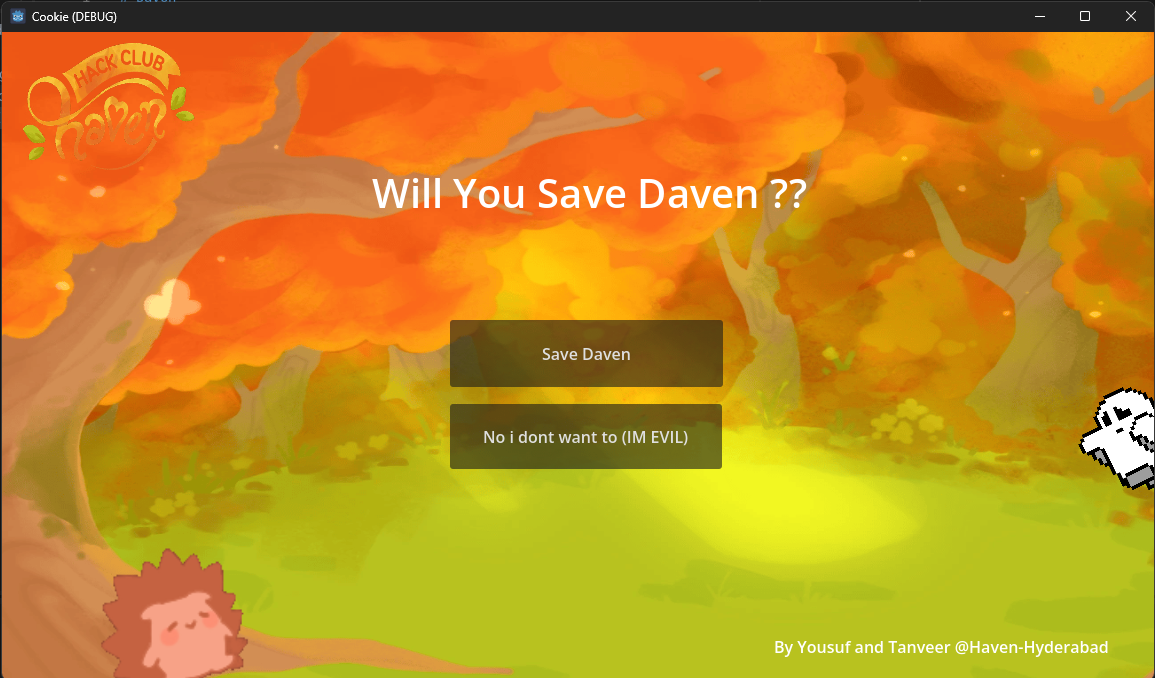 Cookie (DEBUG)
HACK CLUB
haven
Will You Save Daven ??
Save Daven
No i dont want to (IM EVIL)
By Yousuf and Tanveer @Haven-Hyderabad